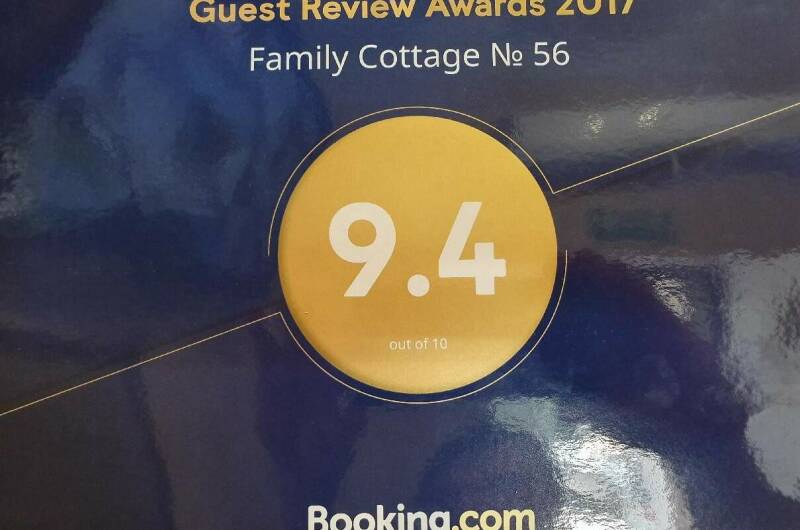 Guest Review Awards 2017
Family Cottage № 56
9.4
out of 10
Booking.com